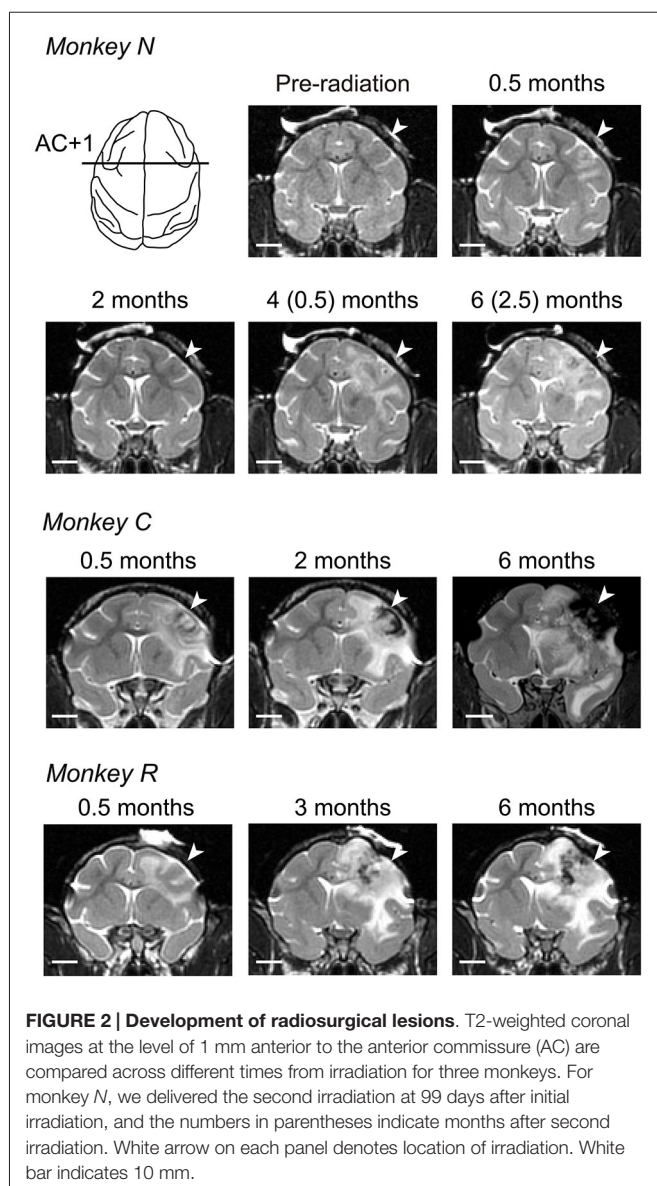 Monkey N
Pre-radiation 0.5 months
AC+1
2 months 4 (0.5) months 6 (2.5) months
Monkey C
0.5 months 2 months 6 months
Monkey R
0.5 months 3 months 6 months
FIGURE 2 | Development of radiosurgical lesions. T2-weighted coronal
images at the level of 1 mm anterior to the anterior commissure (AC) are
compared across different times from irradiation for three monkeys. For
monkey N, we delivered the second irradiation at 99 days after initial
irradiation, and the numbers in parentheses indicate months after second
irradiation. White arrow on each panel denotes location of irradiation. White
bar indicates 10 mm.